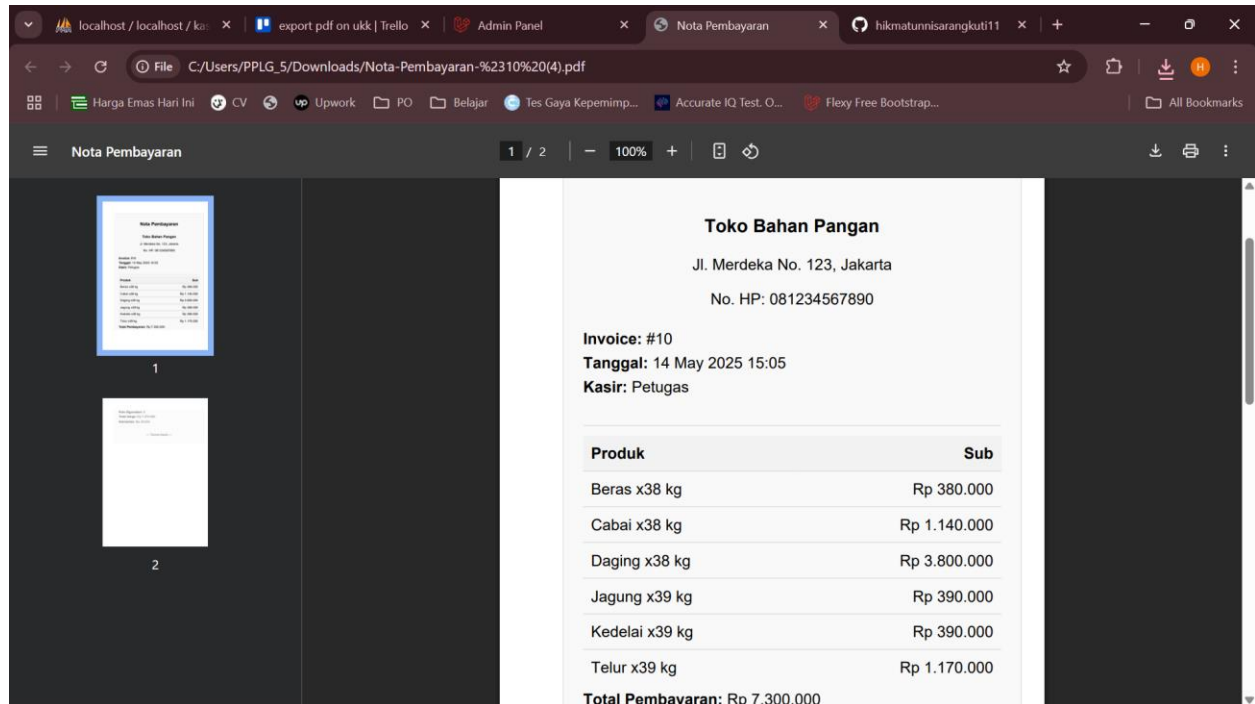 localhost / localhost / kas
export pdf on ukk | Trello
Admin Panel
Nota Pembayaran
hikmatunnisarangkuti11
File C:/Users/PPLG_5/Downloads/Nota-Pembayaran-%2310%20(4).pdf
H
Harga Emas Hari Ini
CV
up Upwork
PO
Belajar
Tes Gaya Kepemimp...
Accurate IQ Test. O...
Flexy Free Bootstrap...
All Bookmarks
Nota Pembayaran
1 / 2
100%
1
2
Toko Bahan Pangan
Jl. Merdeka No. 123, Jakarta
No. HP: 081234567890
Invoice: #10
Tanggal: 14 May 2025 15:05
Kasir: Petugas
Produk Sub
Beras x38 kg Rp 380.000
Cabai x38 kg Rp 1.140.000
Daging x38 kg Rp 3.800.000
Jagung x39 kg Rp 390.000
Kedelai x39 kg Rp 390.000
Telur x39 kg Rp 1.170.000
Total Pembayaran: Rp 7.300.000